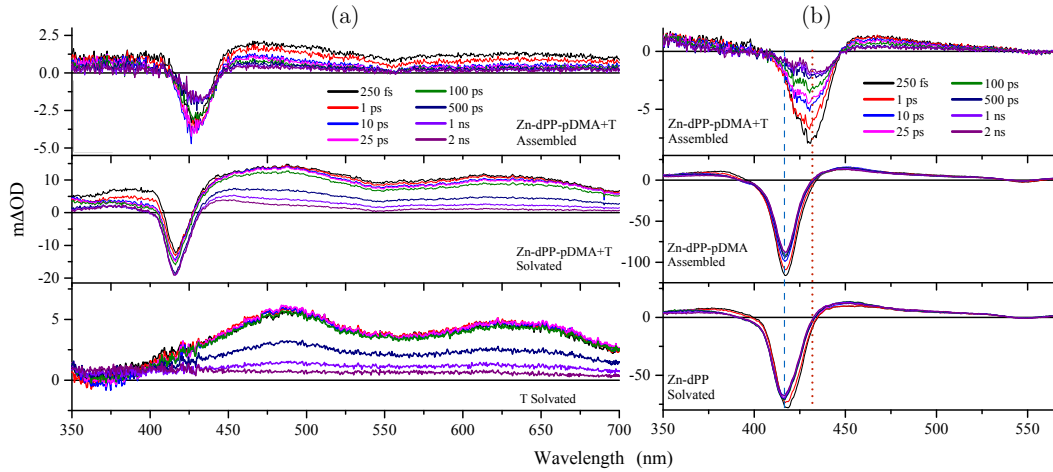 (a)
(b)
2.5
0.0
-2.5
-5.0
250 fs
1 ps
10 ps
25 ps
100 ps
500 ps
1 ns
2 ns
Zn-dPP-pDMA+T
Assembled
10
0
-10
-20
Zn-dPP-pDMA+T
Solvated
5
0
T Solvated
350 400 450 500 550 600 650 700
mΔOD
0
-5
250 fs
1 ps
10 ps
25 ps
100 ps
500 ps
1 ns
2 ns
Zn-dPP-pDMA+T
Assembled
0
-50
-100
Zn-dPP-pDMA
Assembled
0
-50
Zn-dPP
Solvated
350 400 450 500 550
Wavelength (nm)